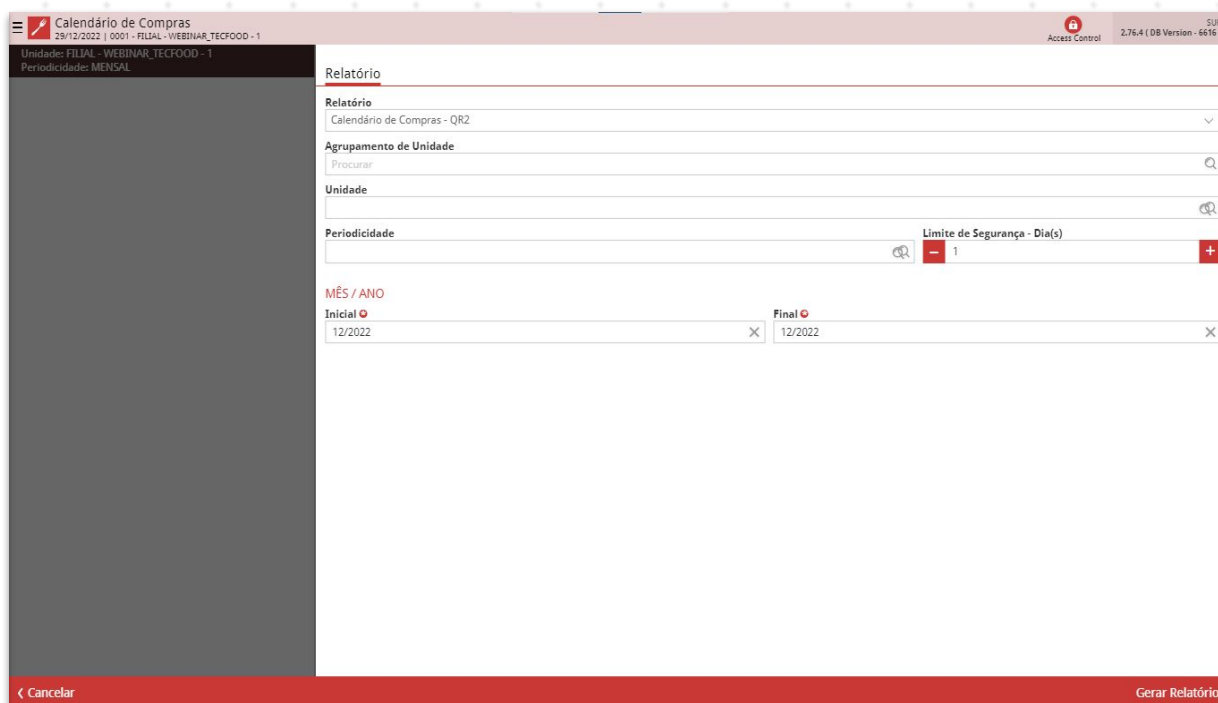 Calendário de Compras
29/12/2022 | 0001 - FILIAL - WEBINAR_TECFOOD - 1
Access Control
2.76.4 ( DB Version - 6616
Unidade: FILIAL - WEBINAR_TECFOOD - 1
Periodicidade: MENSAL
Relatório
Relatório
Calendário de Compras - QR2
Agrupamento de Unidade
Procurar
Unidade
Periodicidade
Limite de Segurança - Dia(s)
1
MÊS / ANO
Inicial
Final
12/2022
12/2022
Cancelar
Gerar Relatório